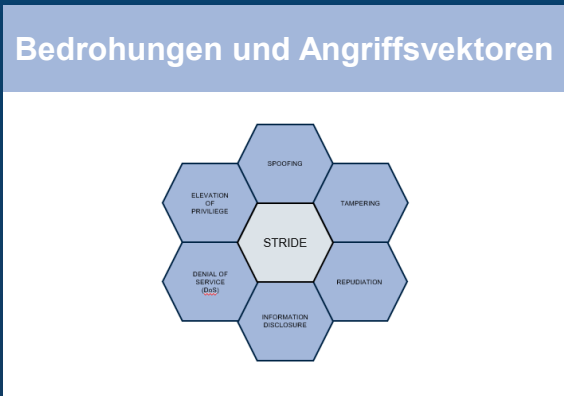 Bedrohungen und Angriffsvektoren
SPOOFING
ELEVATION
OF
PRIVILIEGE
TAMPERING
STRIDE
DENIAL OF
SERVICE
(DoS)
REPUDIATION
INFORMATION
DISCLOSURE